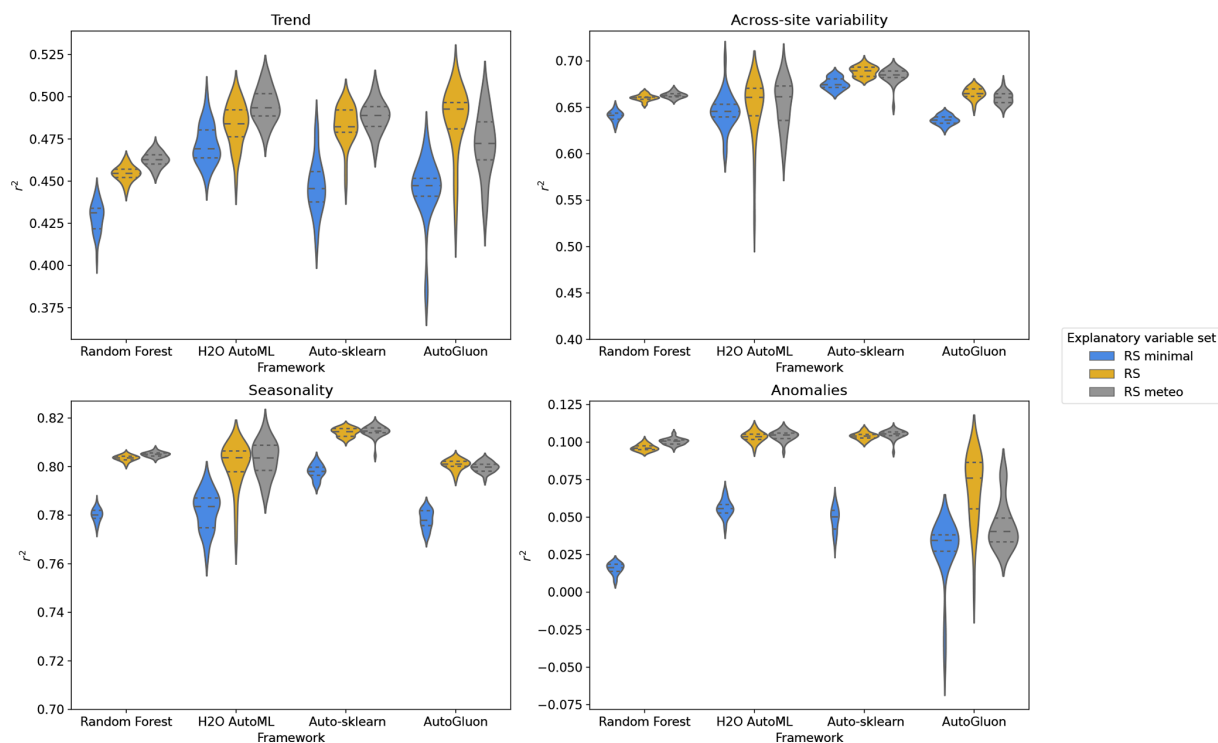 Trend
0.525
0.500
0.475
0.450
0.425
0.400
0.375
r²
Random Forest
H2O AutoML
Auto-sklearn
AutoGluon
Framework
Across-site variability
0.70
0.65
0.60
0.55
0.50
0.45
0.40
r²
Random Forest
H2O AutoML
Auto-sklearn
AutoGluon
Framework
Explanatory variable set
RS minimal
RS
RS meteo
Seasonality
0.82
0.80
0.78
0.76
0.74
0.72
0.70
r²
Random Forest
H2O AutoML
Auto-sklearn
AutoGluon
Framework
Anomalies
0.125
0.100
0.075
0.050
0.025
0.000
−0.025
−0.050
−0.075
r²
Random Forest
H2O AutoML
Auto-sklearn
AutoGluon
Framework